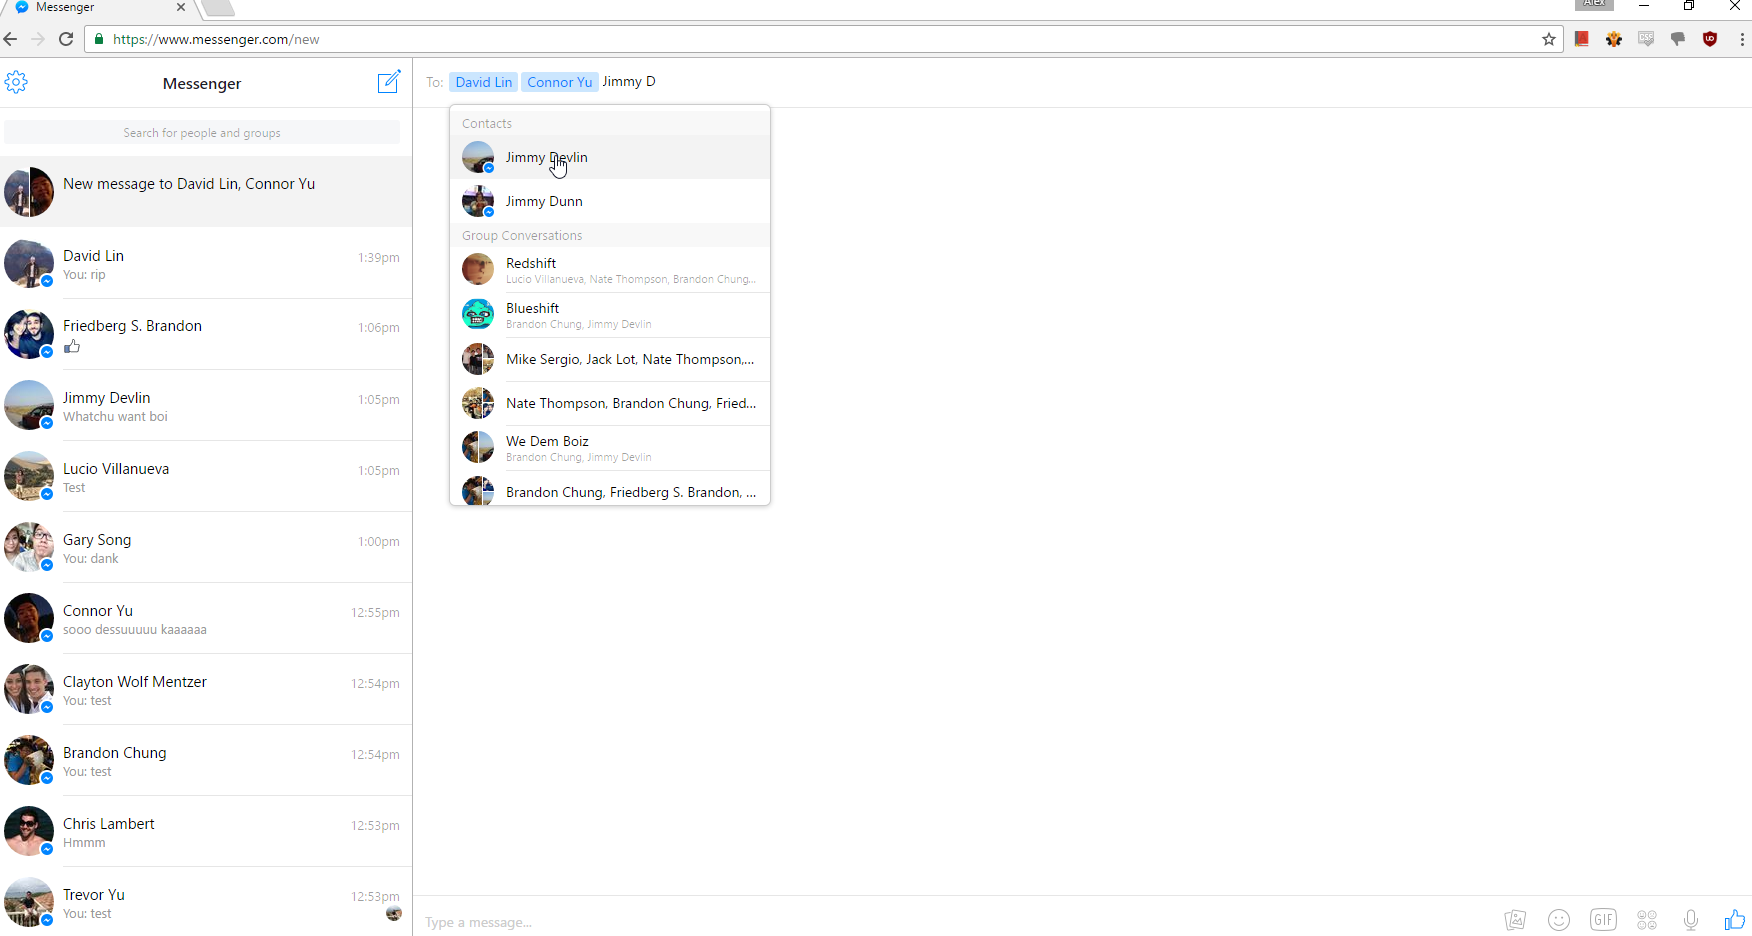 Messenger
Alex
https://www.messenger.com/new
Messenger
Search for people and groups
New message to David Lin, Connor Yu
David Lin
1:39pm
You: rip
Friedberg S. Brandon
1:06pm
Jimmy Devlin
1:05pm
Whatchu want boi
Lucio Villanueva
1:05pm
Test
Gary Song
1:00pm
You: dank
Connor Yu
12:55pm
sooo dessuuuuu kaaaaaa
Clayton Wolf Mentzer
12:54pm
You: test
Brandon Chung
12:54pm
You: test
Chris Lambert
12:53pm
Hmmm
Trevor Yu
12:53pm
You: test
To: David Lin Connor Yu Jimmy D
Contacts
Jimmy Devlin
Jimmy Dunn
Group Conversations
Redshift
Lucio Villanueva, Nate Thompson, Brandon Chung...
Blueshift
Brandon Chung, Jimmy Devlin
Mike Sergio, Jack Lot, Nate Thompson,...
Nate Thompson, Brandon Chung, Fried...
We Dem Boiz
Brandon Chung, Jimmy Devlin
Brandon Chung, Friedberg S. Brandon, ...
Type a message...
GIF